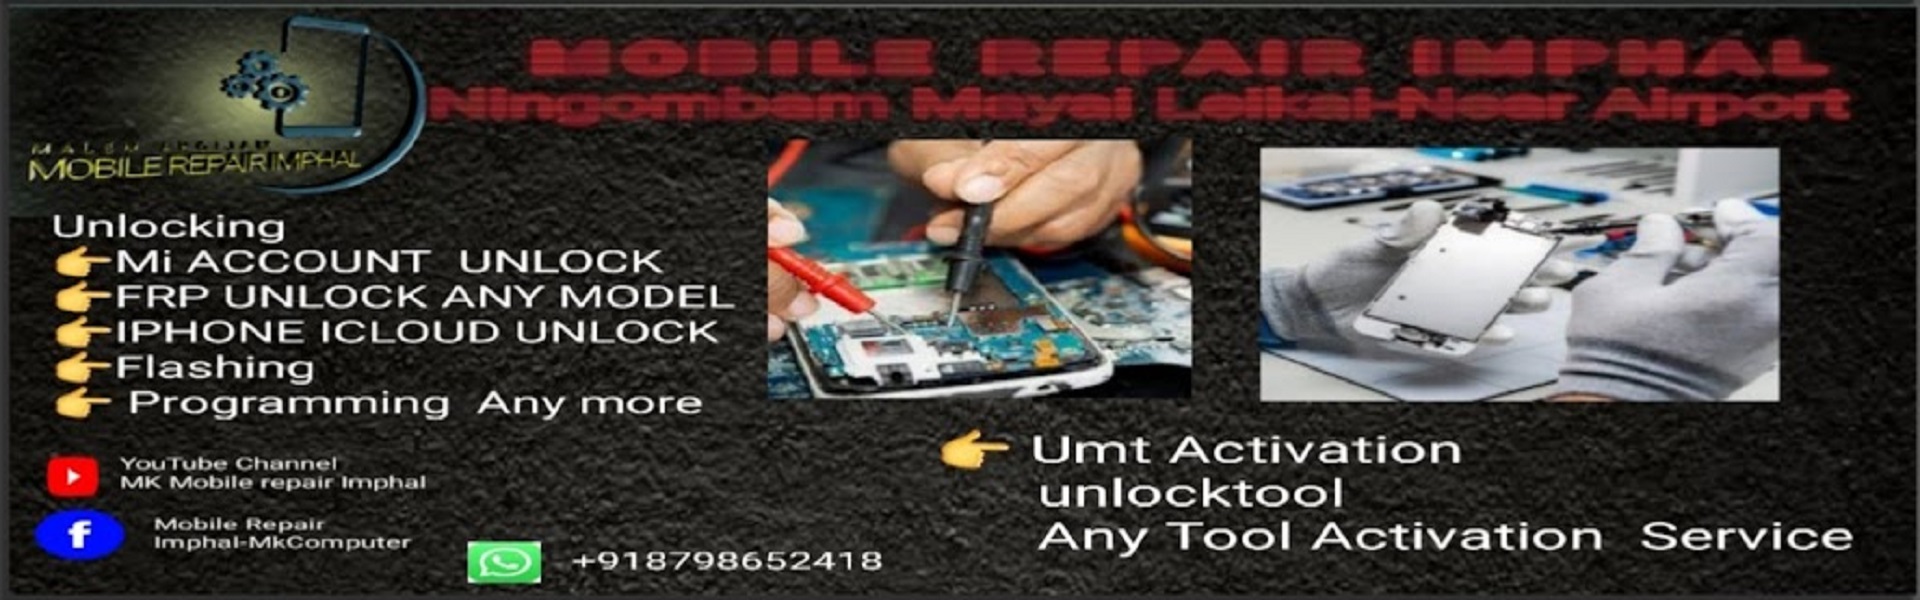 MOBILE REPAIR IMPHAL
Ningombam Mayai Leikai-Near Airport
MOBILE REPAIR IMPHAL
Unlocking
👉Mi ACCOUNT UNLOCK
👉FRP UNLOCK ANY MODEL
👉IPHONE ICLOUD UNLOCK
👉Flashing
👉 Programming Any more
YouTube Channel
MK Mobile repair Imphal
Mobile Repair
Imphal-MkComputer
+918798652418
👉 Umt Activation
unlocktool
Any Tool Activation Service